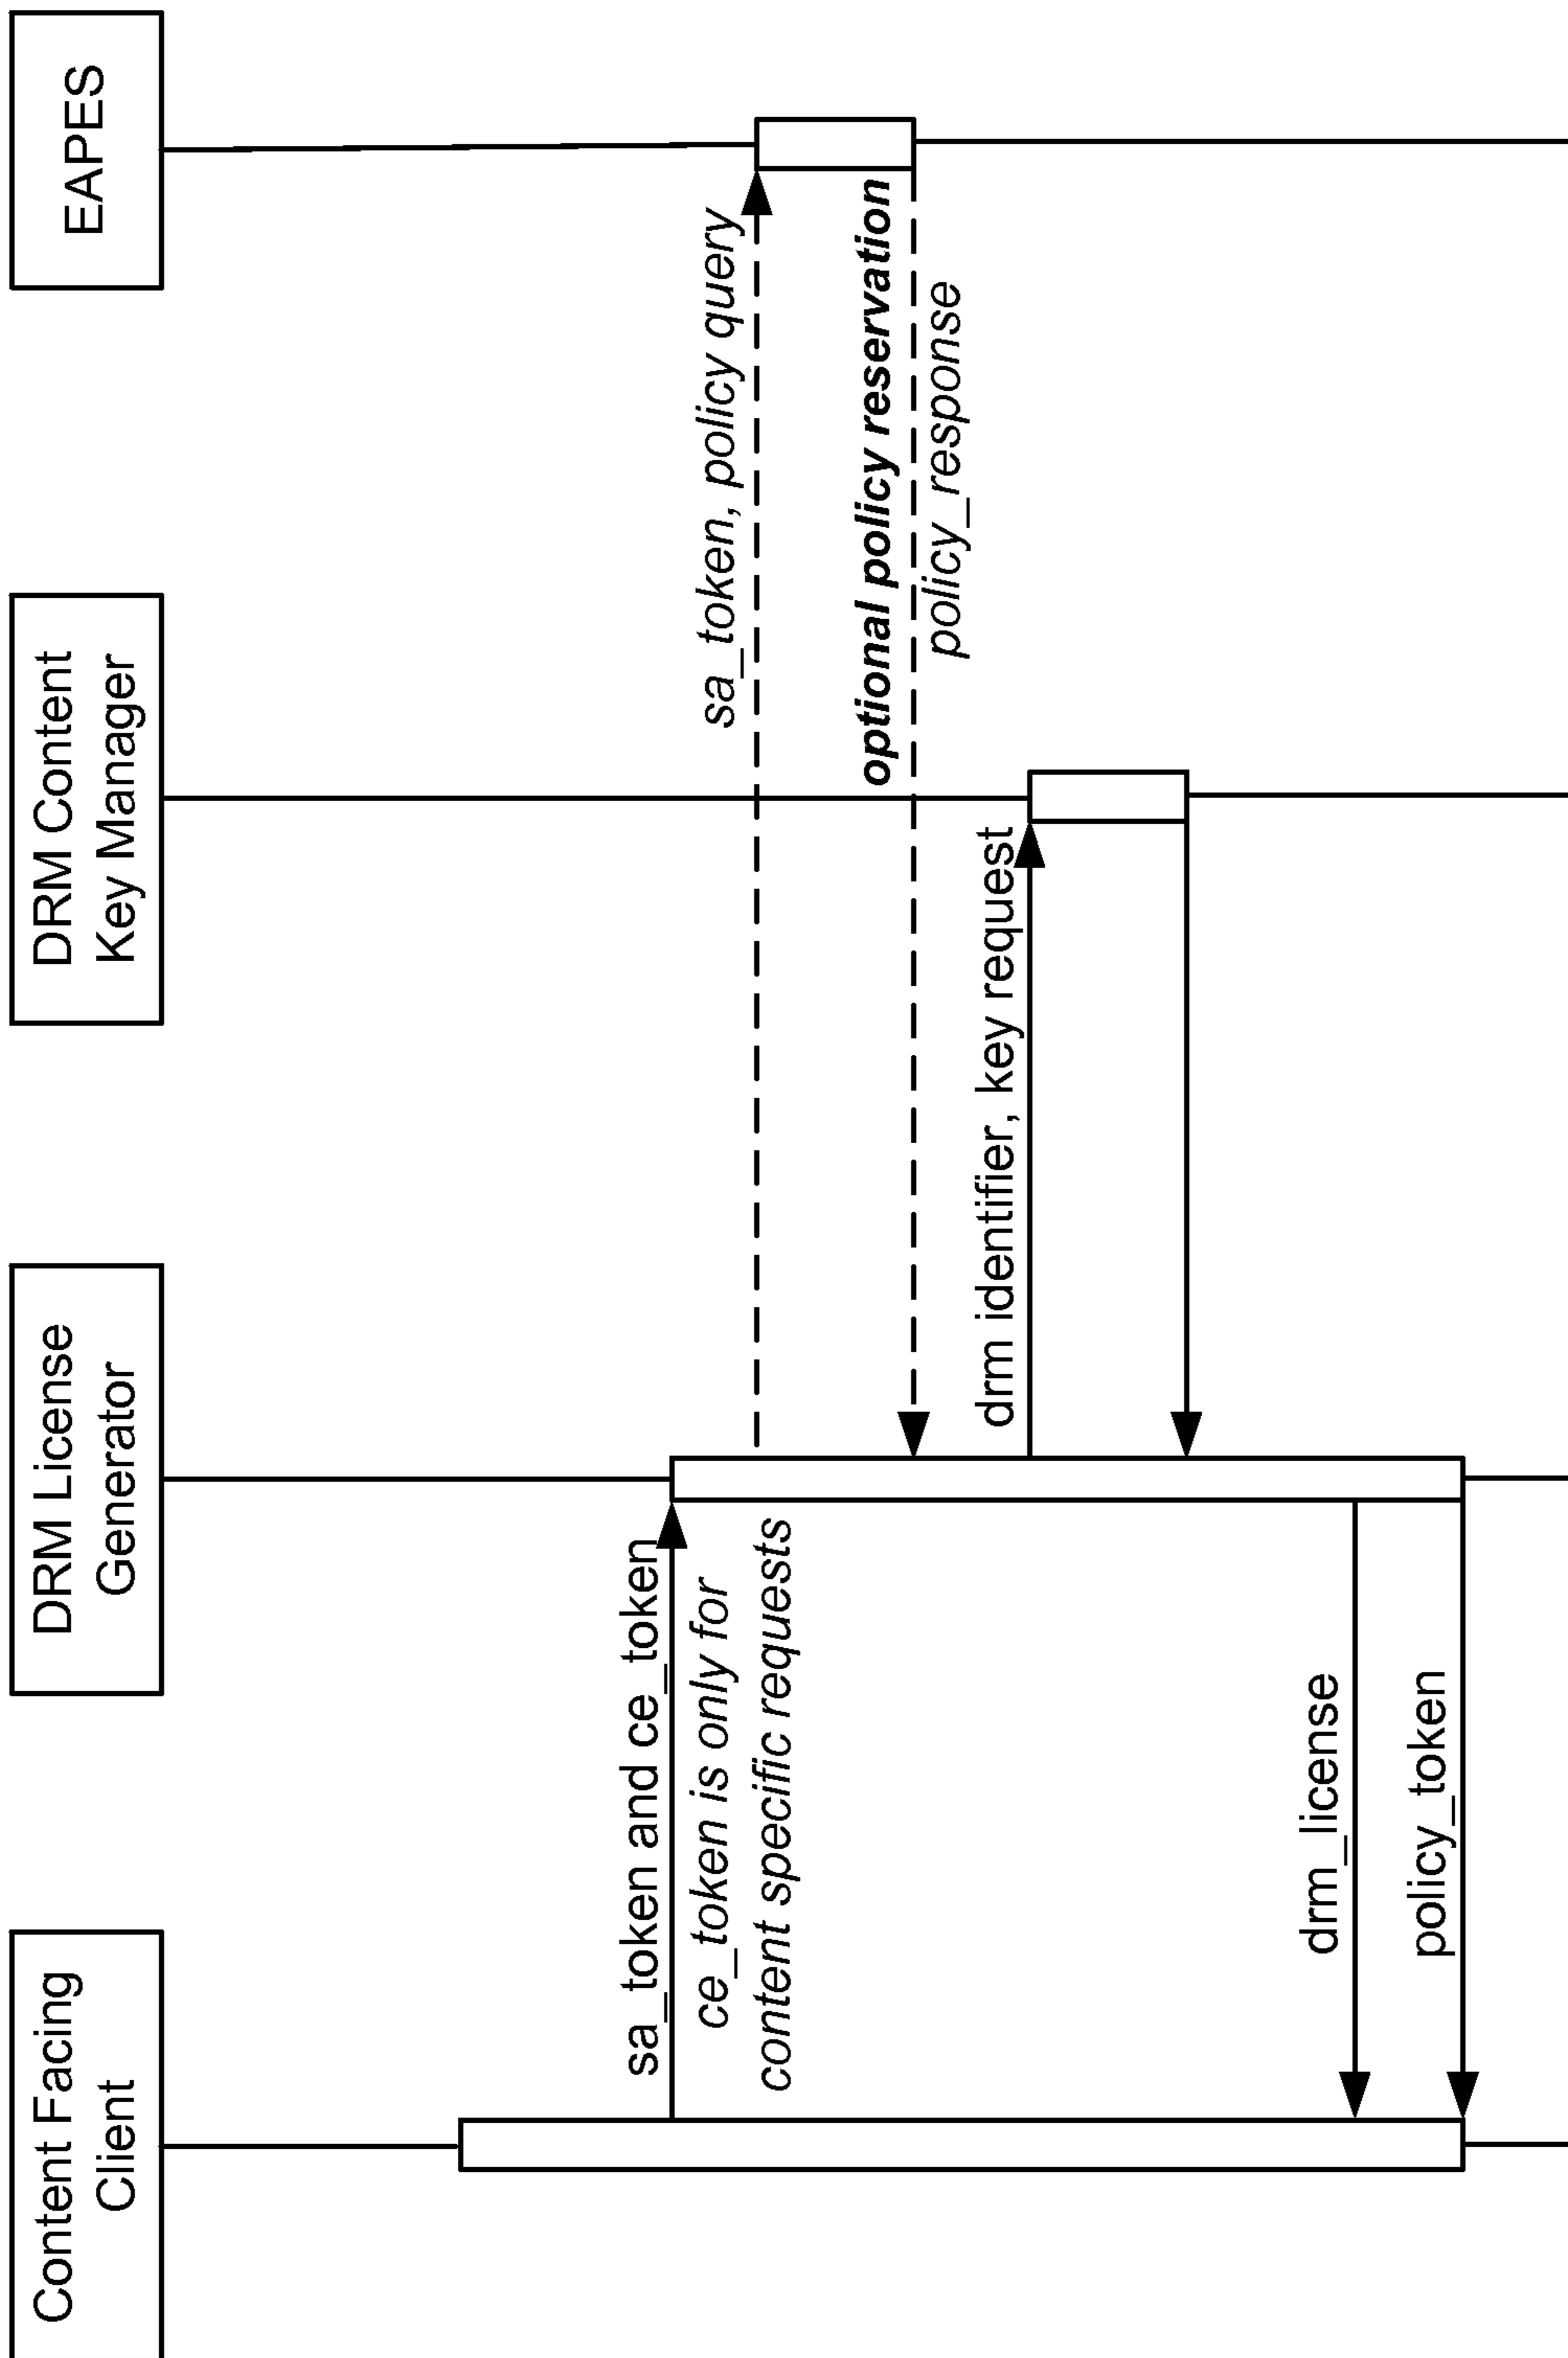 Content Facing
Client
DRM License
Generator
DRM Content
Key Manager
EAPES
sa_token and ce_token
ce_token is only for
content specific requests
sa_token, policy query
optional policy reservation
policy_response
drm identifier, key request
drm_license
policy_token